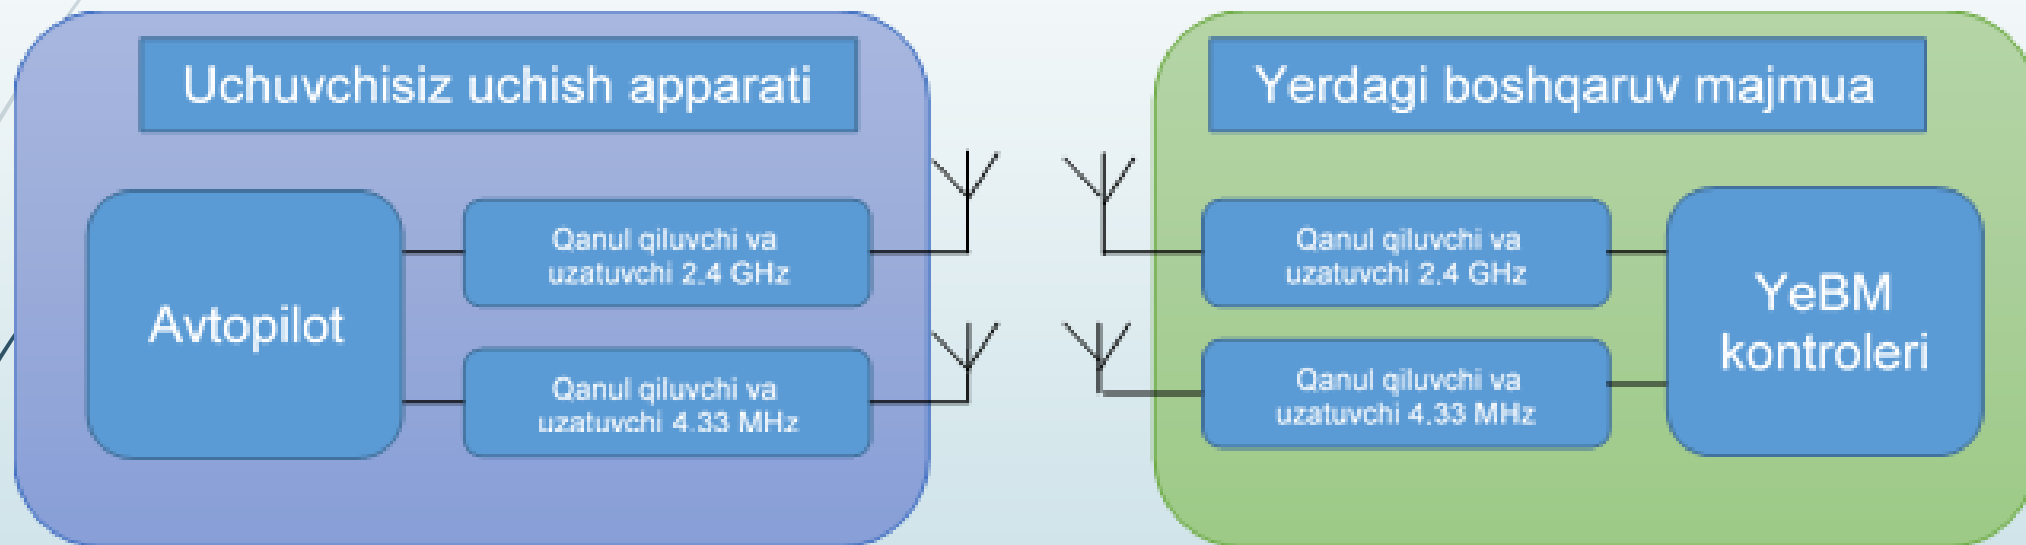 Uchuvchisiz uchish apparati
Avtopilot
Qanul qiluvchi va
uzatuvchi 2.4 GHz
Qanul qiluvchi va
uzatuvchi 4.33 MHz
Yerdagi boshqaruv majmua
Qanul qiluvchi va
uzatuvchi 2.4 GHz
Qanul qiluvchi va
uzatuvchi 4.33 MHz
YeBM
kontroleri